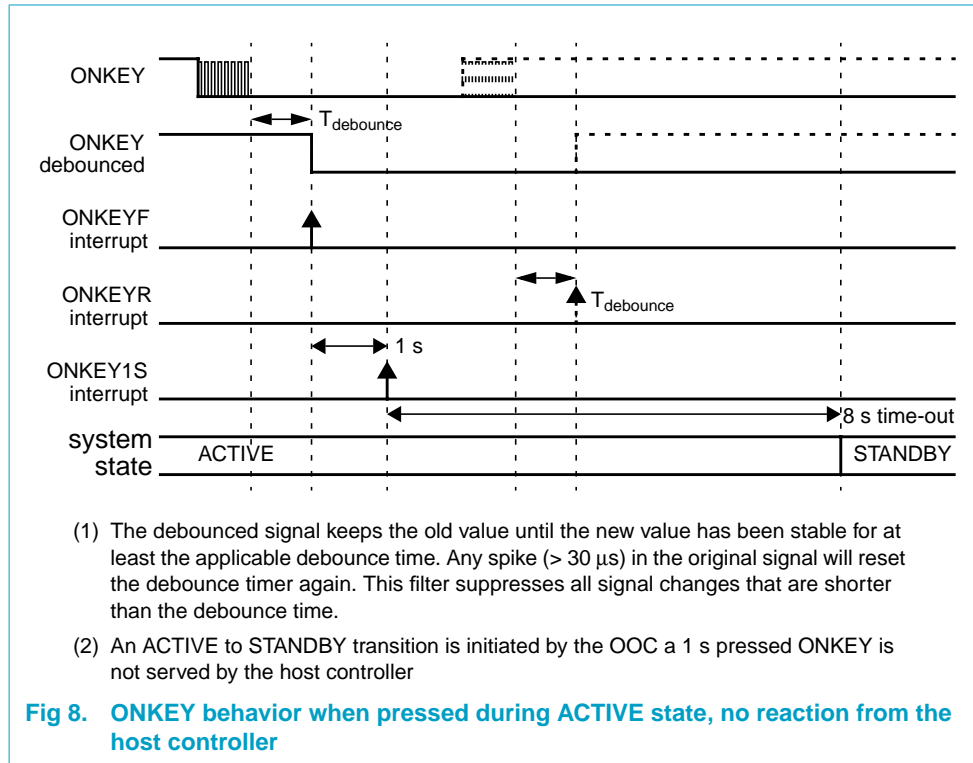 ONKEY
T_debounce
ONKEY
debounced
ONKEYF
interrupt
ONKEYR
interrupt
T_debounce
1 s
ONKEY1S
interrupt
8 s time-out
system
state
ACTIVE
STANDBY
(1) The debounced signal keeps the old value until the new value has been stable for at
least the applicable debounce time. Any spike (> 30 μs) in the original signal will reset
the debounce timer again. This filter suppresses all signal changes that are shorter
than the debounce time.
(2) An ACTIVE to STANDBY transition is initiated by the OOC a 1 s pressed ONKEY is
not served by the host controller
Fig 8. ONKEY behavior when pressed during ACTIVE state, no reaction from the
host controller